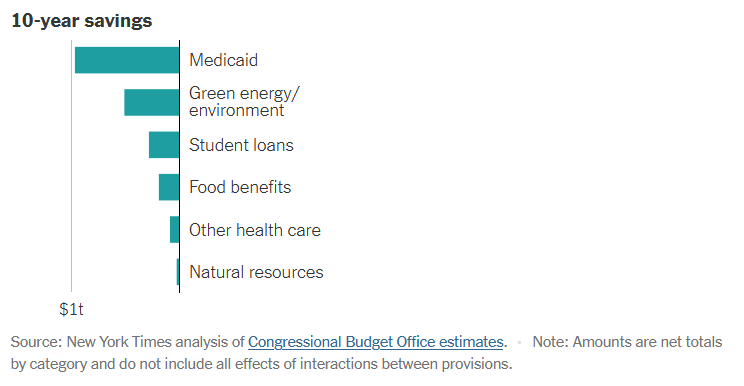 10-year savings
Medicaid
Green energy/
environment
Student loans
Food benefits
Other health care
Natural resources
$1t
Source: New York Times analysis of Congressional Budget Office estimates. • Note: Amounts are net totals
by category and do not include all effects of interactions between provisions.